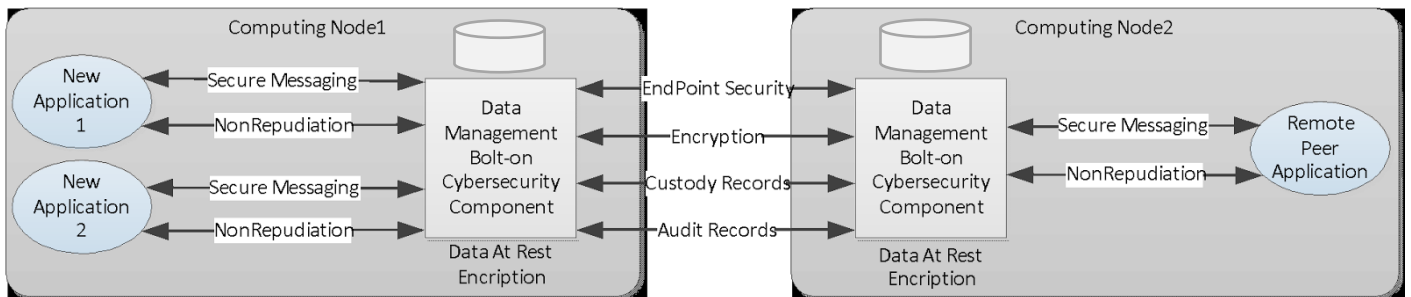 Computing Node1
New
Application
1
Secure Messaging
NonRepudiation
New
Application
2
Secure Messaging
NonRepudiation
Data
Management
Bolt-on
Cybersecurity
Component
Data At Rest
Encription
EndPoint Security
Encryption
Custody Records
Audit Records
Computing Node2
Data
Management
Bolt-on
Cybersecurity
Component
Data At Rest
Encription
Secure Messaging
NonRepudiation
Remote
Peer
Application